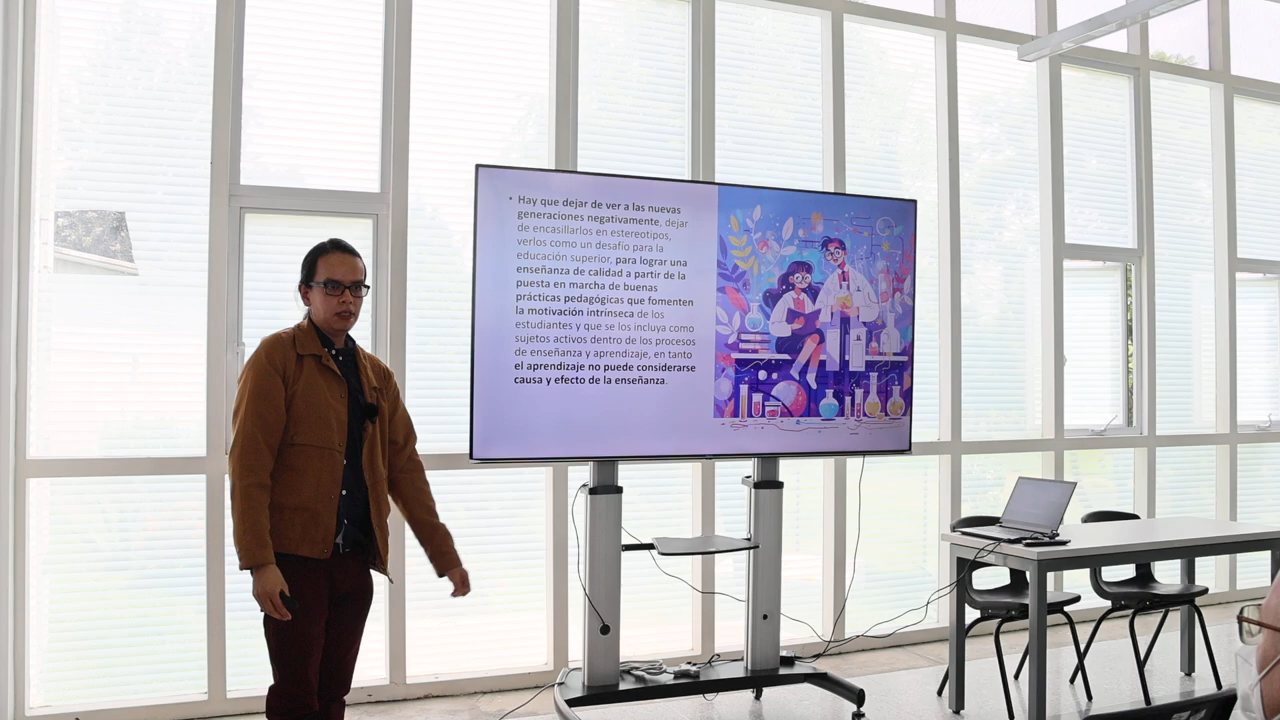 • Hay que dejar de ver a las nuevas
generaciones negativamente, dejar
de encasillarlos en estereotipos,
verlos como un desafío para la
educación superior, para lograr una
enseñanza de calidad a partir de la
puesta en marcha de buenas
prácticas pedagógicas que fomenten
la motivación intrínseca de los
estudiantes y que se los incluya como
sujetos activos dentro de los procesos
de enseñanza y aprendizaje, en tanto
el aprendizaje no puede considerarse
causa y efecto de la enseñanza.